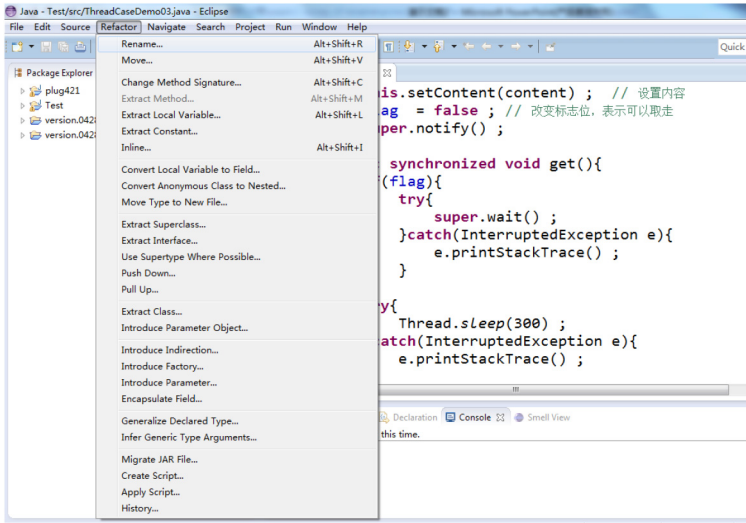 Java - Test/src/ThreadCaseDemo03.java - Eclipse
File Edit Source Refactor Navigate Search Project Run Window Help
Quick
Package Explorer
plug421
Test
version.042
version.042
Rename... Alt+Shift+R
Move... Alt+Shift+V
Change Method Signature... Alt+Shift+C
Extract Method... Alt+Shift+M
Extract Local Variable... Alt+Shift+L
Extract Constant...
Inline... Alt+Shift+I
Convert Local Variable to Field...
Convert Anonymous Class to Nested...
Move Type to New File...
Extract Superclass...
Extract Interface...
Use Supertype Where Possible...
Push Down...
Pull Up...
Extract Class...
Introduce Parameter Object...
Introduce Indirection...
Introduce Factory...
Introduce Parameter...
Encapsulate Field...
Generalize Declared Type...
Infer Generic Type Arguments...
Migrate JAR File...
Create Script...
Apply Script...
History...
is.setContent(content) ; // 设置内容
ag = false ; // 改变标志位，表示可以取走
per.notify() ;
synchronized void get(){
(flag){
try{
super.wait() ;
}catch(InterruptedException e){
e.printStackTrace() ;
}
y{
Thread.sleep(300) ;
atch(InterruptedException e){
e.printStackTrace() ;
Declaration Console Smell View
this time.